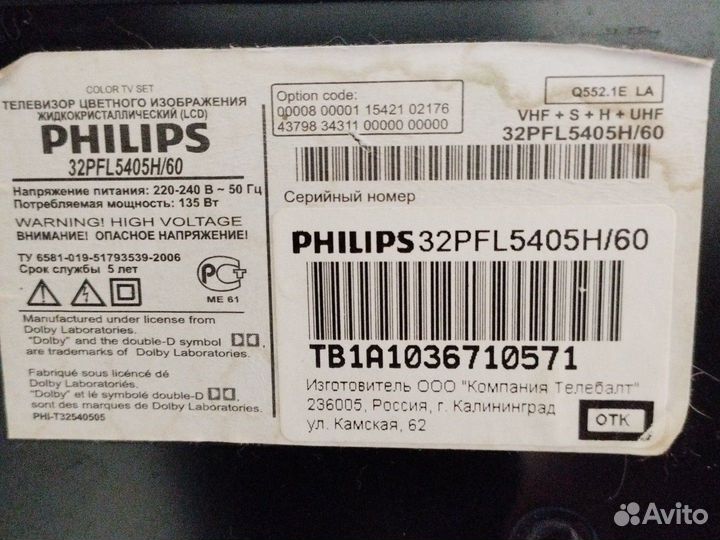 COLOR TV SET
ТЕЛЕВИЗОР ЦВЕТНОГО ИЗОБРАЖЕНИЯ
ЖИДКОКРИСТАЛЛИЧЕСКИЙ (LCD)
PHILIPS
32PFL5405H/60
Напряжение питания: 220-240 В ~ 50 Гц
Потребляемая мощность: 135 Вт
WARNING! HIGH VOLTAGE
ВНИМАНИЕ! ОПАСНОЕ НАПРЯЖЕНИЕ!
ТУ 6581-019-51793539-2006
Срок службы 5 лет
РСТ
МЕ 61
Manufactured under license from
Dolby Laboratories.
"Dolby" and the double-D symbol
are trademarks of Dolby Laboratories.
Fabriqué sous licencé de
Dolby Laboratories.
"Dolby" et lé symbolé double-D
sont des marques de Dolby Laboratories.
PHI-T32540505
Option code:
00008 00001 15421 02176
43798 34311 00000 00000
Q552.1E LA
VHF + S + H + UHF
32PFL5405H/60
Серийный номер
PHILIPS 32PFL5405H/60
TB1A1036710571
Изготовитель ООО "Компания Телебалт"
236005, Россия, г. Калининград
ул. Камская, 62
ОТК
Avito